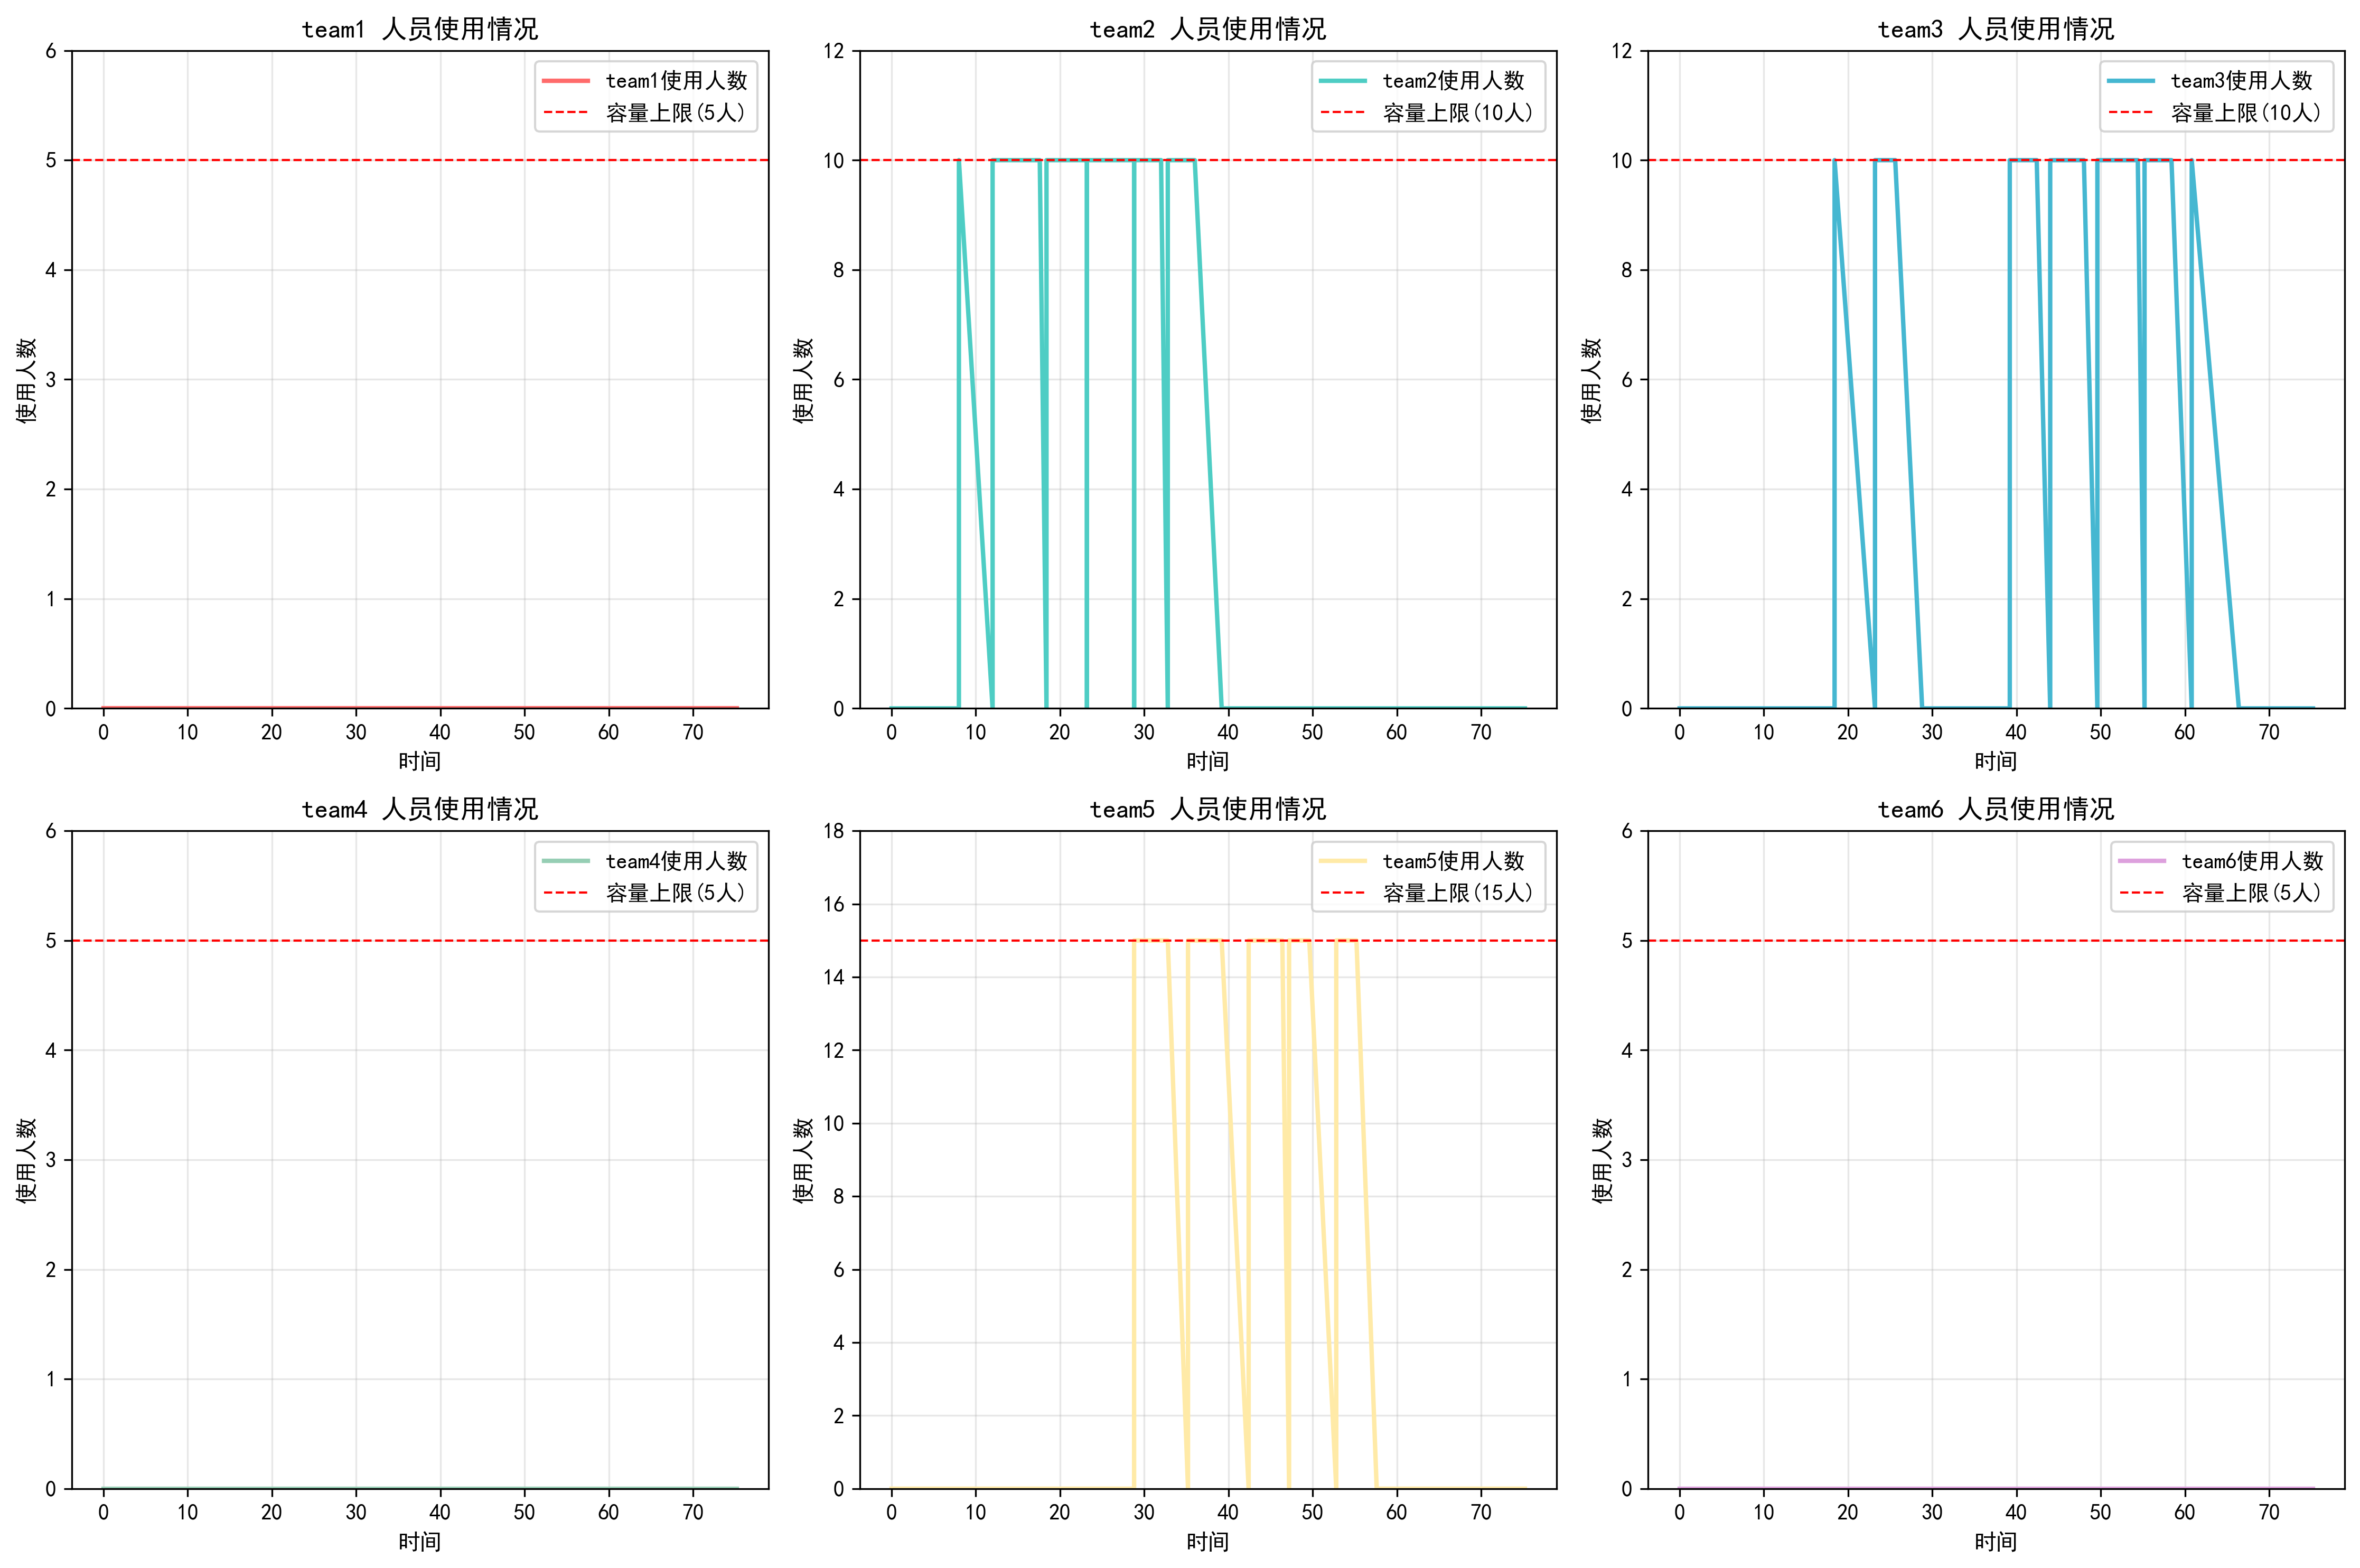 team1 人员使用情况
team1使用人数
容量上限(5人)
6
5
4
3
2
1
0
使用人数
0 10 20 30 40 50 60 70
时间
team2 人员使用情况
team2使用人数
容量上限(10人)
12
10
8
6
4
2
0
使用人数
0 10 20 30 40 50 60 70
时间
team3 人员使用情况
team3使用人数
容量上限(10人)
12
10
8
6
4
2
0
使用人数
0 10 20 30 40 50 60 70
时间
team4 人员使用情况
team4使用人数
容量上限(5人)
6
5
4
3
2
1
0
使用人数
0 10 20 30 40 50 60 70
时间
team5 人员使用情况
team5使用人数
容量上限(15人)
18
16
14
12
10
8
6
4
2
0
使用人数
0 10 20 30 40 50 60 70
时间
team6 人员使用情况
team6使用人数
容量上限(5人)
6
5
4
3
2
1
0
使用人数
0 10 20 30 40 50 60 70
时间